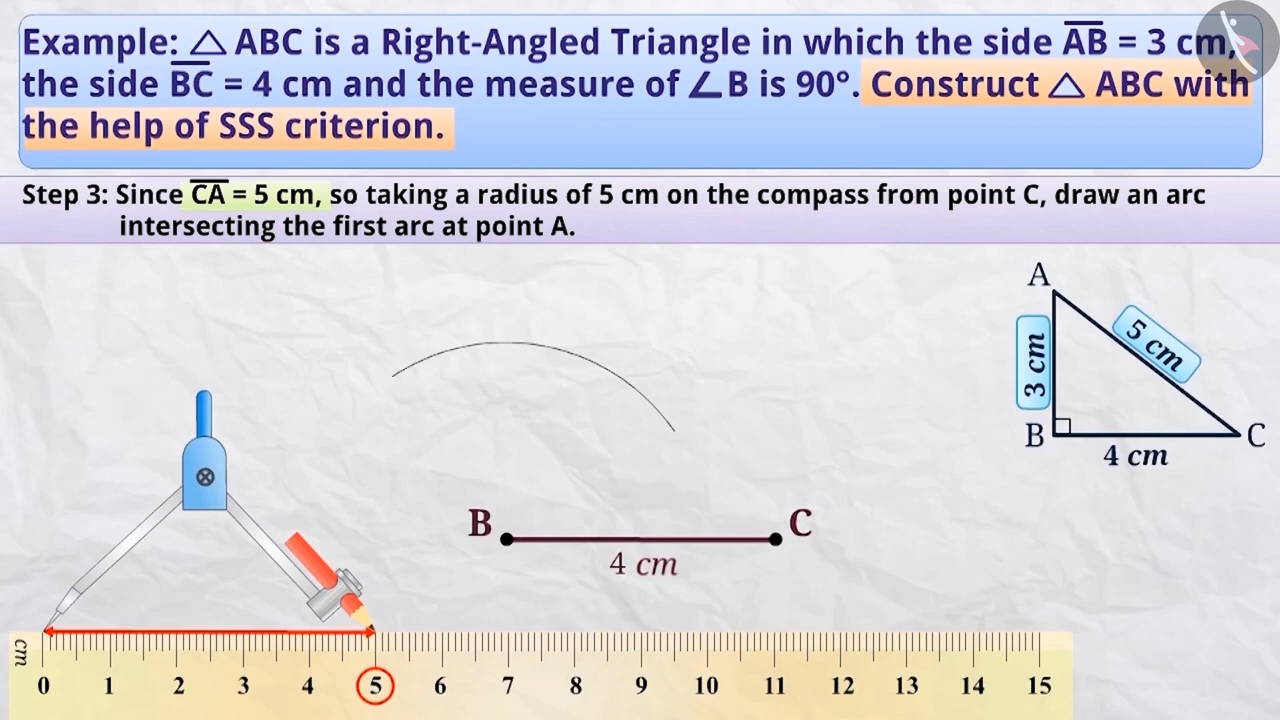 Example: △ ABC is a Right-Angled Triangle in which the side A̅B̅ = 3 cm,
the side B̅C̅ = 4 cm and the measure of ∠B is 90°. Construct △ ABC with
the help of SSS criterion.
Step 3: Since C̅A̅ = 5 cm, so taking a radius of 5 cm on the compass from point C, draw an arc
intersecting the first arc at point A.
A
3 cm
5 cm
B
C
4 cm
B
C
4 cm
cm
0 1 2 3 4 5 6 7 8 9 10 11 12 13 14 15